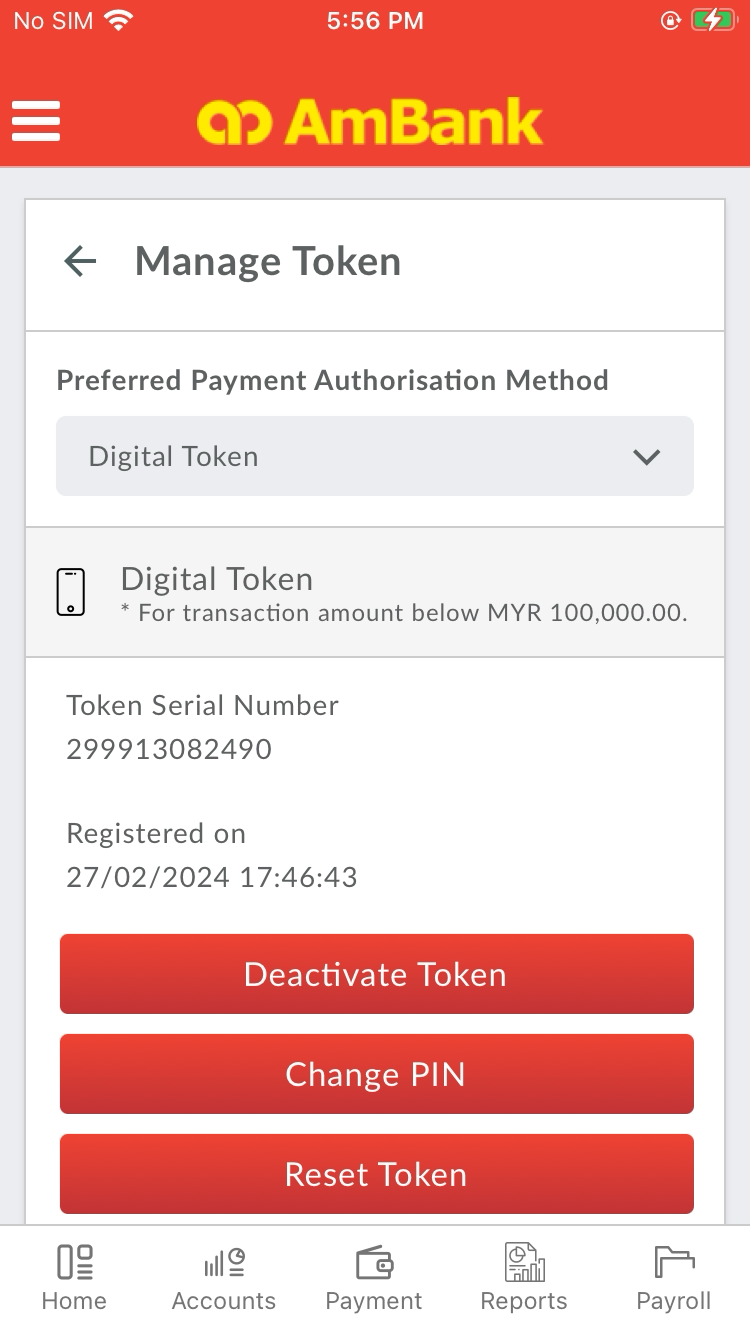 No SIM 5:56 PM
AmBank
Manage Token
Preferred Payment Authorisation Method
Digital Token
Digital Token
* For transaction amount below MYR 100,000.00.
Token Serial Number
299913082490
Registered on
27/02/2024 17:46:43
Deactivate Token
Change PIN
Reset Token
Home Accounts Payment Reports Payroll